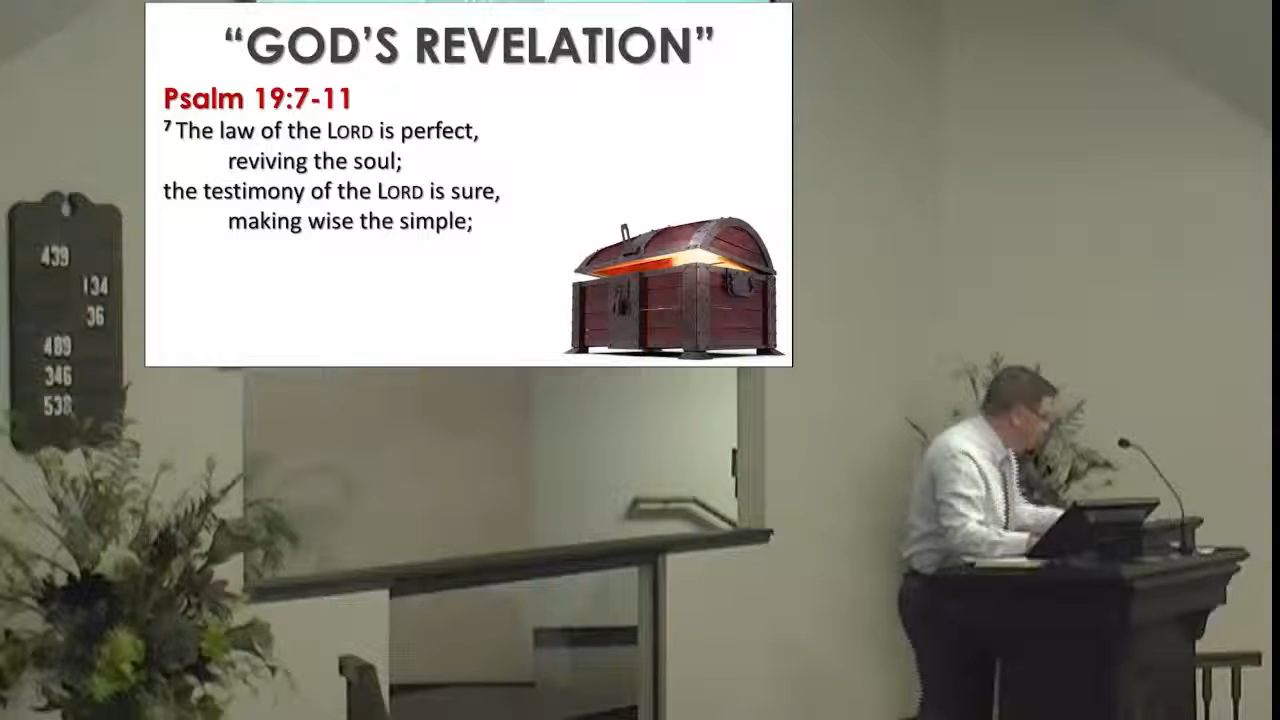 “GOD’S REVELATION”
Psalm 19:7-11
7 The law of the LORD is perfect,
reviving the soul;
the testimony of the LORD is sure,
making wise the simple;
439
134
36
489
346
538